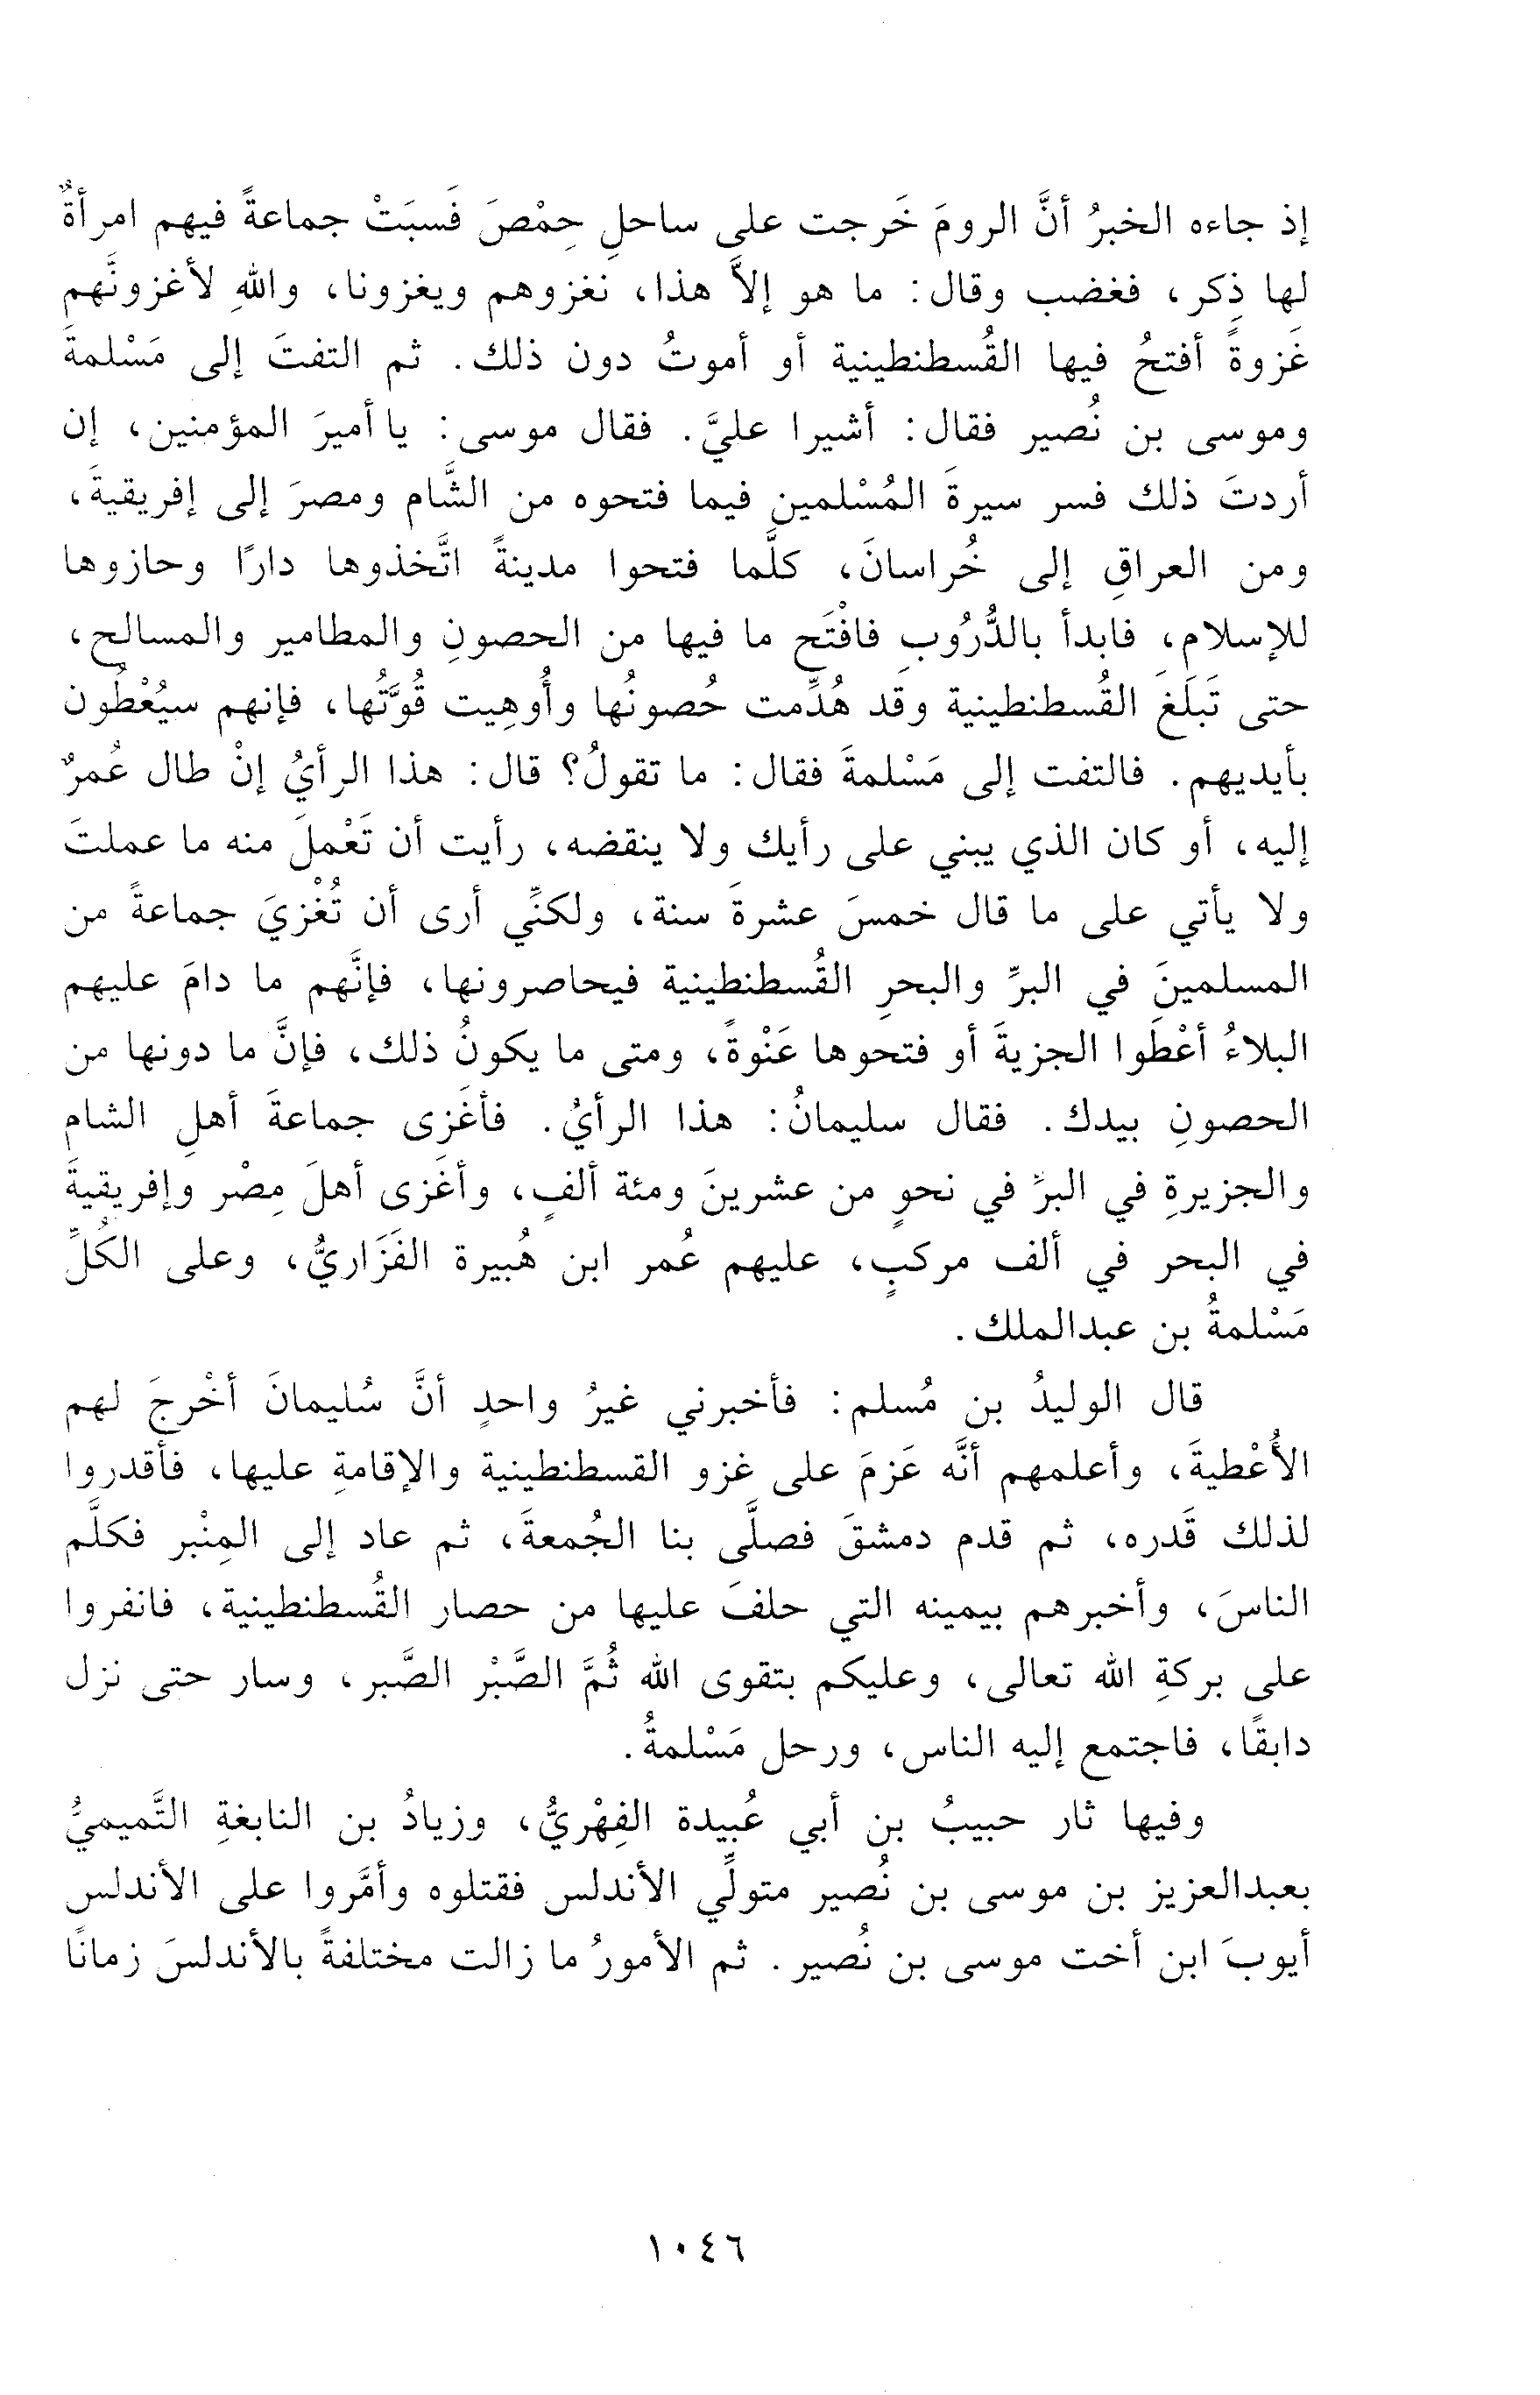 إذ جاءه الخبرُ أنَّ الرومَ خَرجت على ساحلِ حِمْصَ فَسبَتْ جماعةً فيهم امرأةٌ
لها ذِكر، فغضب وقال: ما هو إلاَّ هذا، نغزوهم ويغزونا، واللهِ لأغزونَّهم
غَزوةً أفتحُ فيها القُسطنطينية أو أموتُ دون ذلك. ثم التفتَ إلى مَسْلمةَ
وموسى بن نُصير فقال: أشيرا عليَّ. فقال موسى: يا أميرَ المؤمنين، إن
أردتَ ذلك فسر سيرةَ المُسْلمين فيما فتحوه من الشَّام ومصرَ إلى إفريقيةَ،
ومن العراقِ إلى خُراسانَ، كلَّما فتحوا مدينةً اتَّخذوها دارًا وحازوها
للإسلام، فابدأ بالدُّرُوبِ فافْتَح ما فيها من الحصونِ والمطامير والمسالح،
حتى تَبلَغَ القُسطنطينية وقد هُدِّمت حُصونُها وأُوهِيت قُوَّتُها، فإنهم سيُعْطُون
بأيديهم. فالتفت إلى مَسْلمةَ فقال: ما تقولُ؟ قال: هذا الرأيُ إنْ طال عُمرٌ
إليه، أو كان الذي يبني على رأيك ولا ينقضه، رأيت أن تَعْملَ منه ما عملتَ
ولا يأتي على ما قال خمسَ عشرةَ سنة، ولكنِّي أرى أن تُغْزيَ جماعةً من
المسلمينَ في البرِّ والبحرِ القُسطنطينية فيحاصرونها، فإنَّهم ما دامَ عليهم
البلاءُ أعْطَوا الجزيةَ أو فتحوها عَنْوةً، ومتى ما يكونُ ذلك، فإنَّ ما دونها من
الحصونِ بيدك. فقال سليمانُ: هذا الرأيُ. فأغَزى جماعةَ أهلِ الشام
والجزيرةِ في البرِّ في نحوٍ من عشرينَ ومئة ألفٍ، وأغَزى أهلَ مِصْر وإفريقيةَ
في البحر في ألف مركبٍ، عليهم عُمر ابن هُبيرة الفَزَاريُّ، وعلى الكُلِّ
مَسْلمةُ بن عبدالملك.
قال الوليدُ بن مُسلم: فأخبرني غيرُ واحدٍ أنَّ سُليمانَ أخْرجَ لهم
الأُعْطيةَ، وأعلمهم أنَّه عَزمَ على غزو القسطنطينية والإقامةِ عليها، فأقدروا
لذلك قَدره، ثم قدم دمشقَ فصلَّى بنا الجُمعةَ، ثم عاد إلى المِنْبر فكلَّم
الناسَ، وأخبرهم بيمينه التي حلفَ عليها من حصار القُسطنطينية، فانفروا
على بركةِ الله تعالى، وعليكم بتقوى الله ثُمَّ الصَّبْر الصَّبر، وسار حتى نزل
دابقًا، فاجتمع إليه الناس، ورحل مَسْلمةُ.
وفيها ثار حبيبُ بن أبي عُبيدة الفِهْريُّ، وزيادُ بن النابغةِ التَّميميُّ
بعبدالعزيز بن موسى بن نُصير متولِّي الأندلس فقتلوه وأمَّروا على الأندلس
أيوبَ ابن أخت موسى بن نُصير. ثم الأمورُ ما زالت مختلفةً بالأندلسَ زمانًا
١٠٤٦